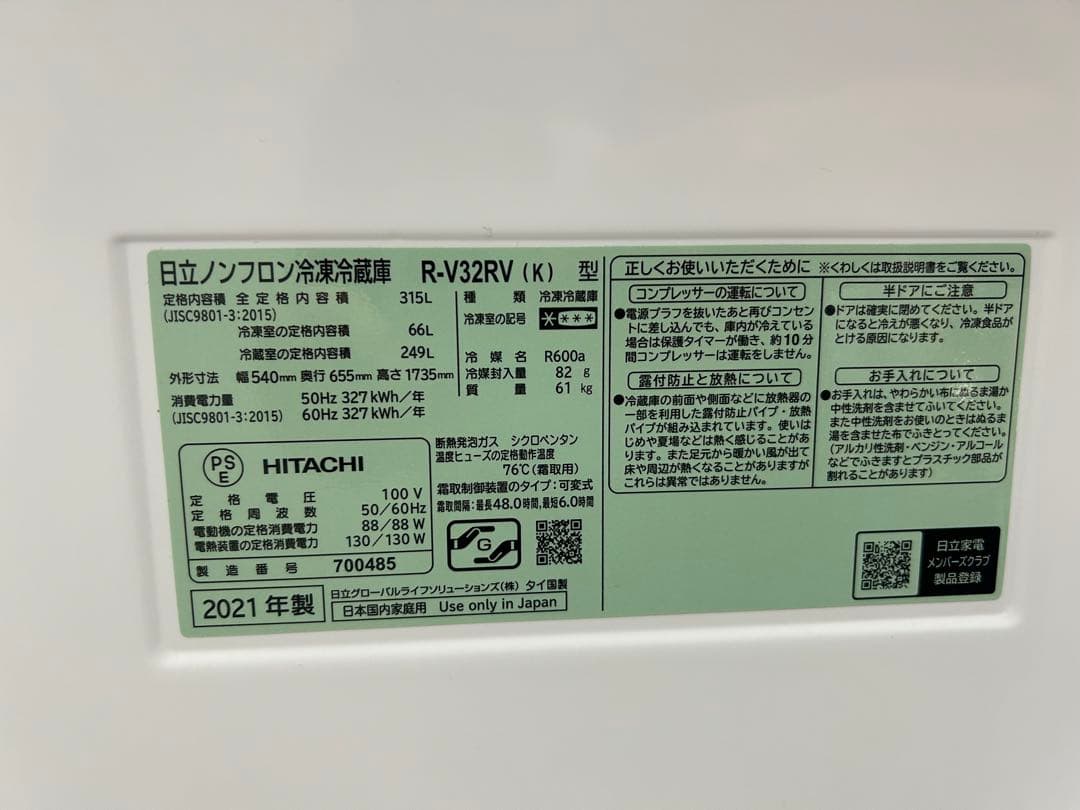 日立ノンフロン冷凍冷蔵庫 R-V32RV (K) 型
定格内容積 全定格内容積 315L
(JISC9801-3:2015)
冷凍室の定格内容積 66L
冷蔵室の定格内容積 249L
外形寸法 幅540mm 奥行655mm 高さ1735mm
消費電力量 50Hz 327kWh/年
(JISC9801-3:2015) 60Hz 327kWh/年
種類 冷凍冷蔵庫
冷凍室の記号 ****
冷媒名 R600a
冷媒封入量 82g
質量 61kg
PSE HITACHI
定格電圧 100V
定格周波数 50/60Hz
電動機の定格消費電力 88/88W
電熱装置の定格消費電力 130/130W
製造番号 700485
断熱発泡ガス シクロペンタン
温度ヒューズの定格動作温度
76℃(霜取用)
霜取制御装置のタイプ:可変式
霜取間隔:最長48.0時間,最短6.0時間
G
2021年製
日立グローバルライフソリューションズ(株) タイ国製
日本国内家庭用 Use only in Japan
正しくお使いいただくために ※くわしくは取扱説明書をご覧ください。
コンプレッサーの運転について
●電源プラグを抜いたあと再びコンセン
トに差し込んでも、庫内が冷えている
場合は保護タイマーが働き、約10分
間コンプレッサーは運転をしません。
露付防止と放熱について
●冷蔵庫の前面や側面などに放熱器の
一部を利用した露付防止パイプ・放熱
パイプが組み込まれています。使いは
じめや夏場などは熱く感じることがあ
ります。また足元から暖かい風が出て
床や周辺が熱くなることがありますが
これらは異常ではありません。
半ドアにご注意
●ドアは確実に閉めてください。半ドア
になると冷えが悪くなり、冷凍食品が
とける原因になります。
お手入れについて
●お手入れは、やわらかい布にぬるま湯か
中性洗剤を含ませてふいてください。
また中性洗剤をお使いのときはぬるま
湯を含ませた布でふきとってください。
(アルカリ性洗剤・ベンジン・アルコール
などでふきますとプラスチック部品が
割れることがあります)
日立家電
メンバーズクラブ
製品登録